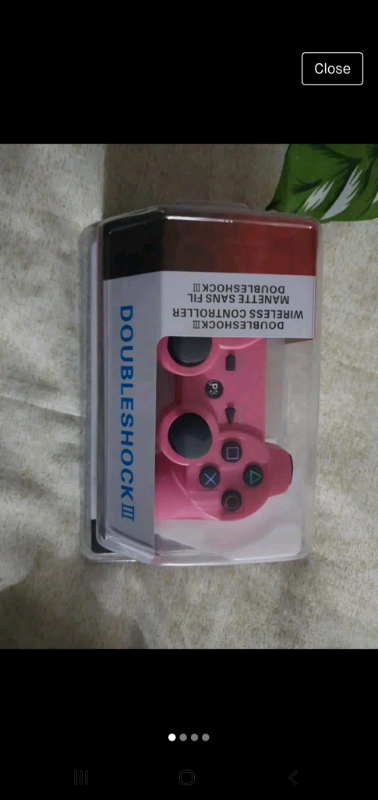 Close
DOUBLESHOCK III
WIRELESS CONTROLLER
MANETTE SANS FIL
DOUBLESHOCK III
DOUBLESHOCK III
P3